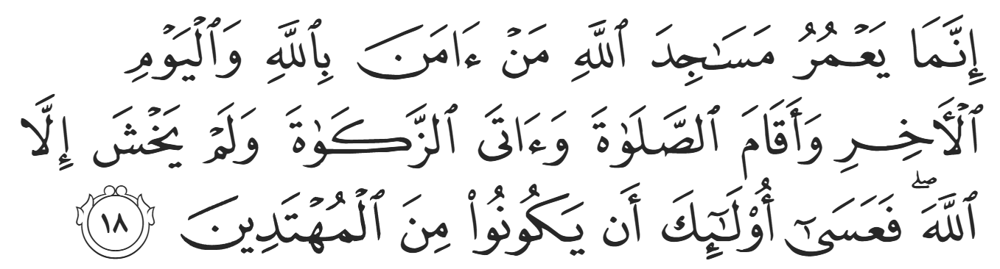 إِنَّمَا يَعۡمُرُ مَسَـٰجِدَ ٱللَّهِ مَنۡ ءَامَنَ بِٱللَّهِ وَٱلۡيَوۡمِ
ٱلۡأَخِرِ وَأَقَامَ ٱلصَّلَوٰةَ وَءَاتَى ٱلزَّكَوٰةَ وَلَمۡ يَخۡشَ إِلَّا
ٱللَّهَۖ فَعَسَىٰٓ أُوْلَـٰٓئِكَ أَن يَكُونُواْ مِنَ ٱلۡمُهۡتَدِينَ ١٨